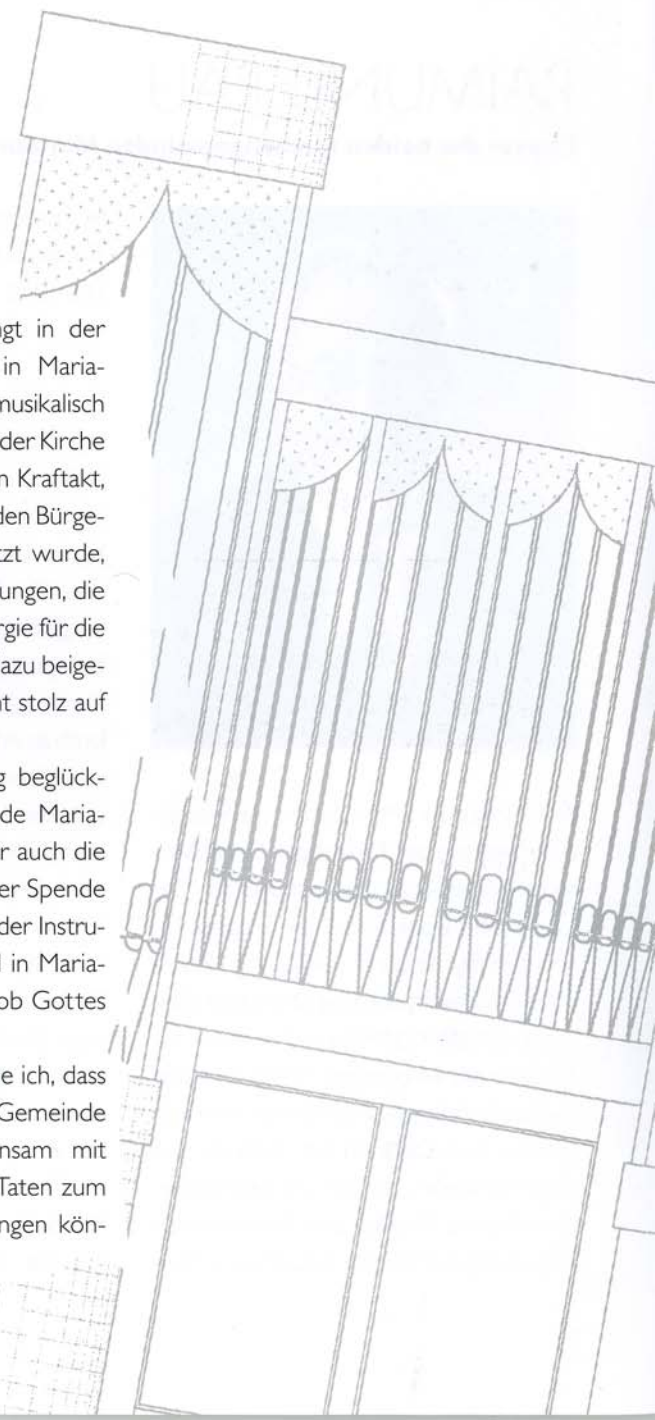 gt in der
in Maria-
musikalisch
der Kirche
n Kraftakt,
den Bürge-
zt wurde,
ungen, die
rgie für die
dazu beige-
nt stolz auf
g beglück-
de Maria-
r auch die
er Spende
der Instru-
l in Maria-
ob Gottes
e ich, dass
Gemeinde
nsam mit
Taten zum
ngen kön-